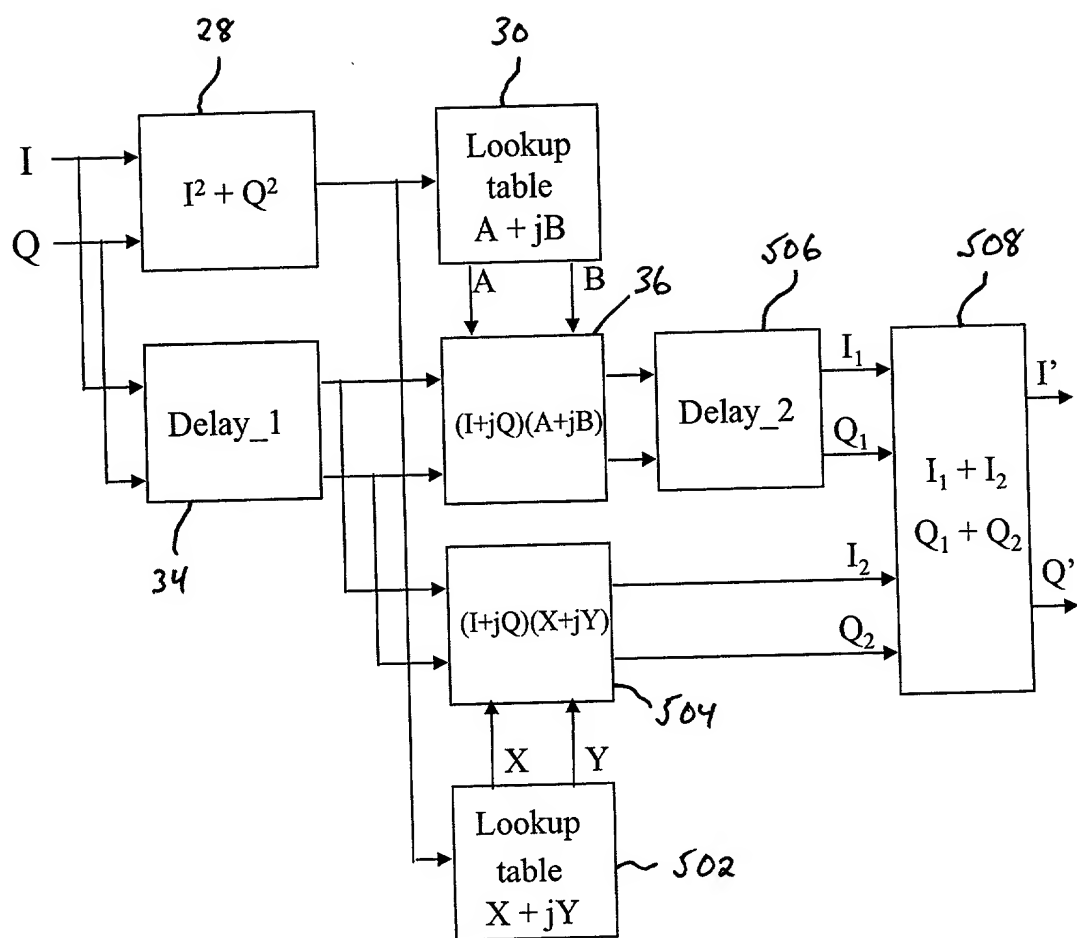 28
30
I
Q
I² + Q²
Lookup
table
A + jB
A
B
36
506
508
Delay_1
34
(I+jQ)(A+jB)
Delay_2
I₁
Q₁
I₁ + I₂
Q₁ + Q₂
I’
Q’
(I+jQ)(X+jY)
I₂
Q₂
504
X
Y
Lookup
table
X + jY
502